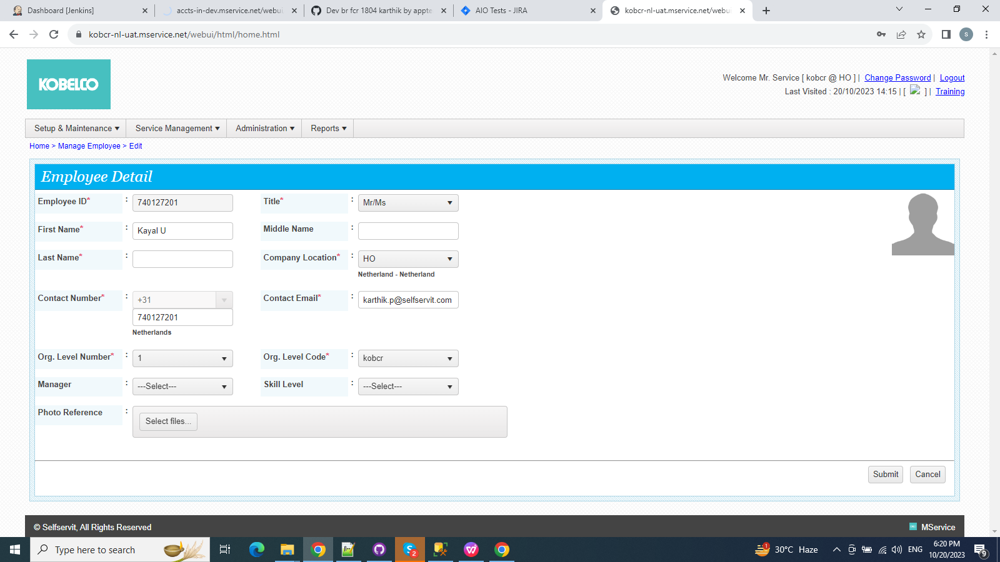 Dashboard [Jenkins]
accts-in-dev.mservice.net/webui
Dev br fcr 1804 karthik by appte
AIO Tests - JIRA
kobcr-nl-uat.mservice.net/webui
kobcr-nl-uat.mservice.net/webui/html/home.html
S
KOBELCO
Welcome Mr. Service [ kobcr @ HO ] | Change Password | Logout
Last Visited : 20/10/2023 14:15 | [ ] | Training
Setup & Maintenance Service Management Administration Reports
Home > Manage Employee > Edit
Employee Detail
Employee ID* : 740127201 Title* : Mr/Ms
First Name* : Kayal U Middle Name :
Last Name* : Company Location* : HO
Netherland - Netherland
Contact Number* : +31 Contact Email* : karthik.p@selfservit.com
740127201
Netherlands
Org. Level Number* : 1 Org. Level Code* : kobcr
Manager : ---Select--- Skill Level : ---Select---
Photo Reference : Select files...
Submit Cancel
© Selfservit, All Rights Reserved MService
Type here to search
2
1
30°C Haze
ENG
6:20 PM
10/20/2023
9